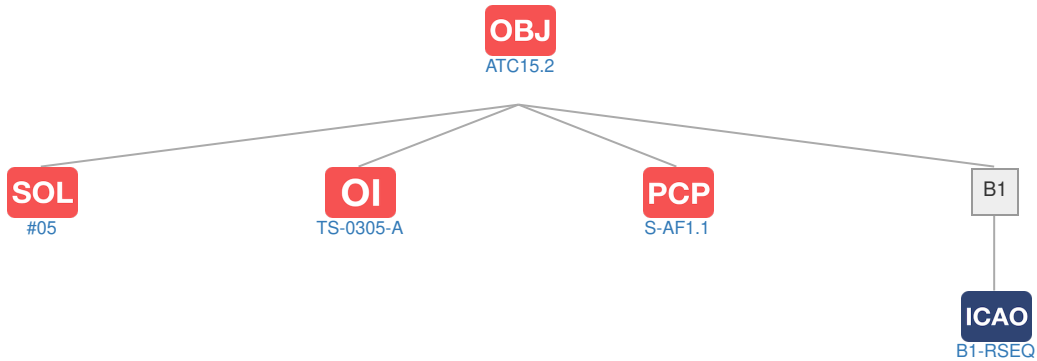 OBJ
ATC15.2
SOL
#05
OI
TS-0305-A
PCP
S-AF1.1
B1
ICAO
B1-RSEQ